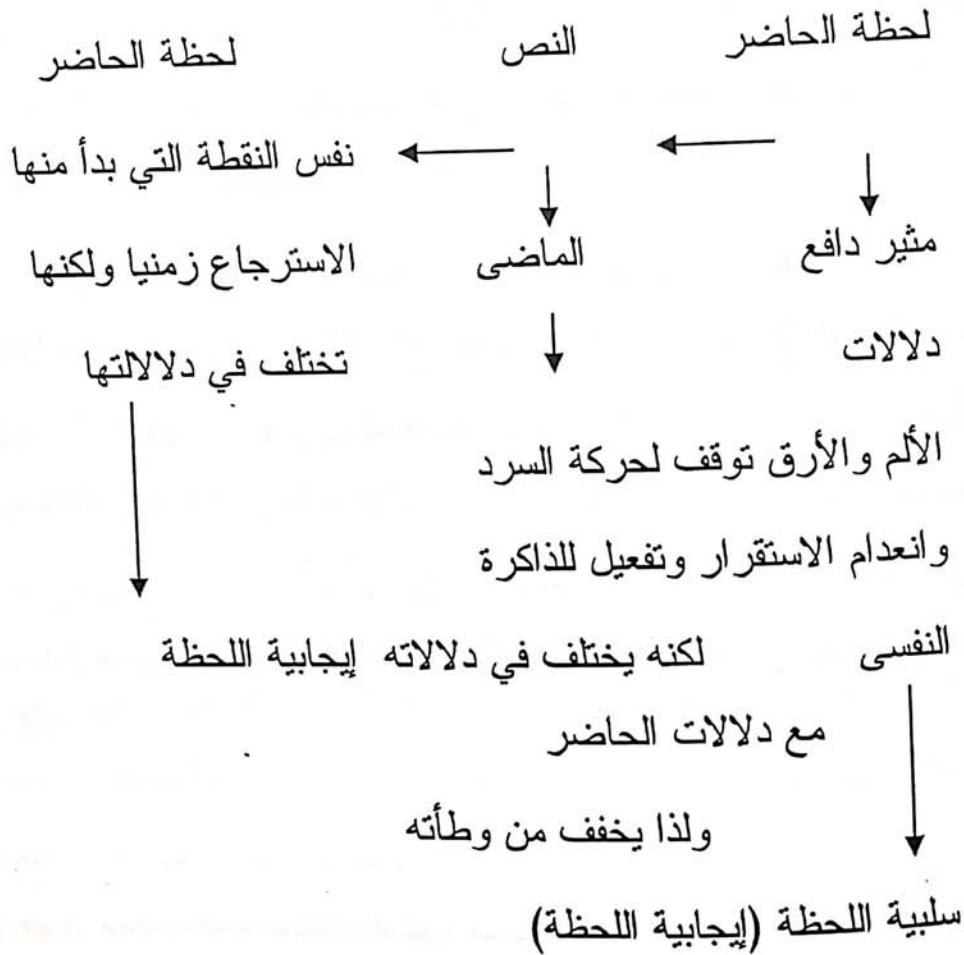 لحظة الحاضر النص لحظة الحاضر
نفس النقطة التي بدأ منها
مثير دافع الماضى الاسترجاع زمنيا ولكنها
دلالات تختلف في دلالالتها
الألم والأرق توقف لحركة السرد
وانعدام الاستقرار وتفعيل للذاكرة
النفسى لكنه يختلف في دلالاته إيجابية اللحظة
مع دلالات الحاضر
ولذا يخفف من وطأته
سلبية اللحظة (إيجابية اللحظة)